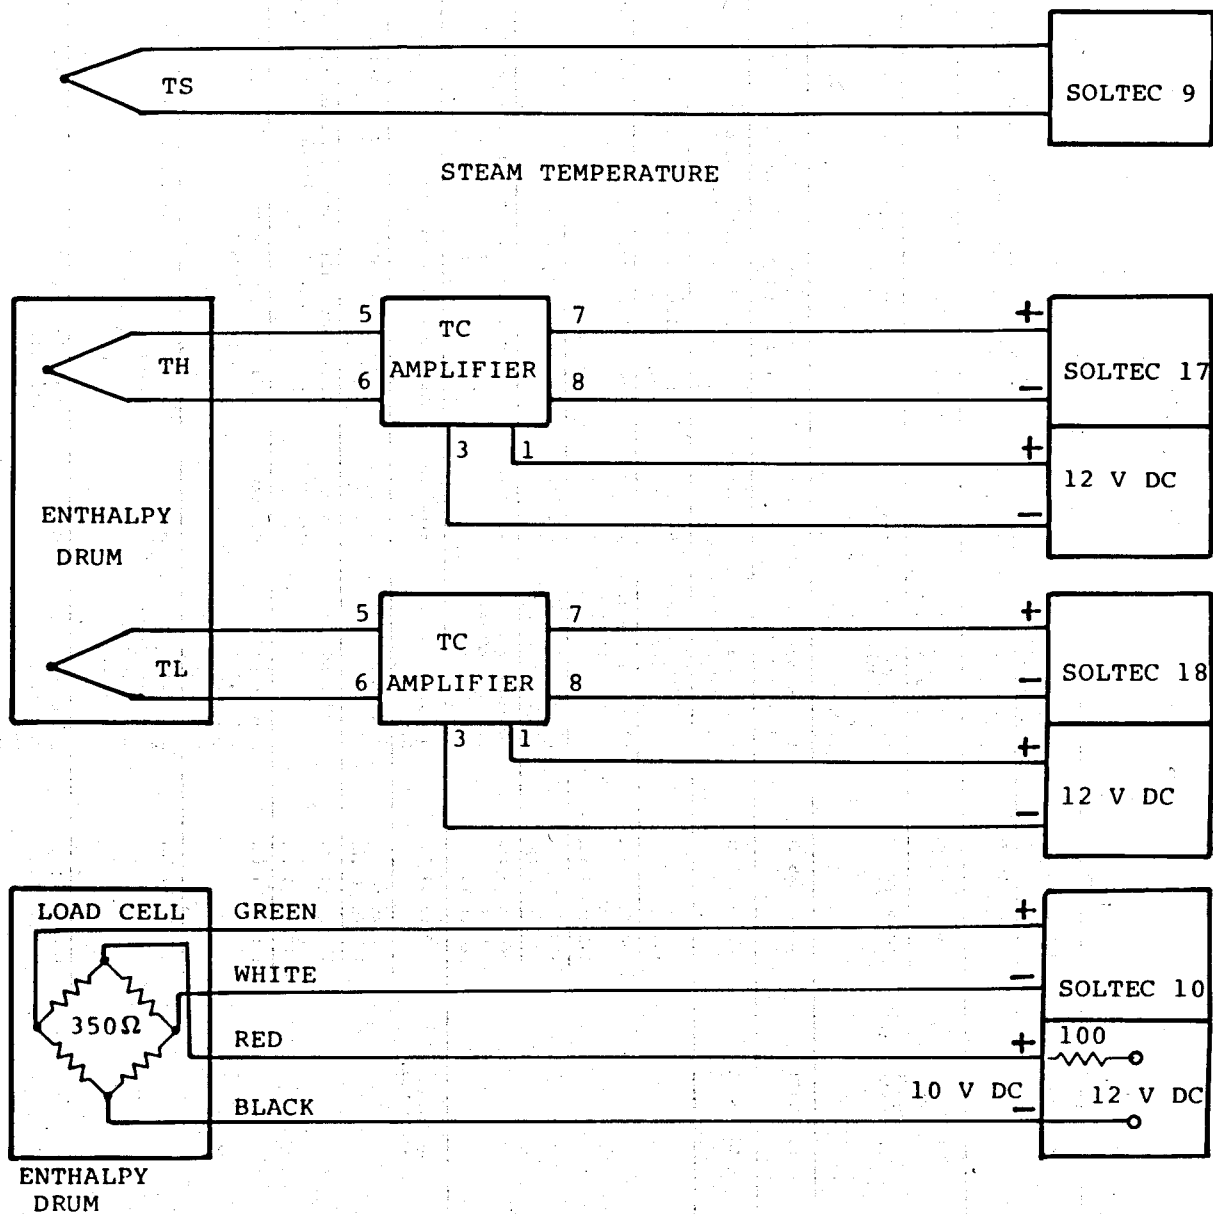 TS
SOLTEC 9
STEAM TEMPERATURE
5
TC
AMPLIFIER
7
+
TH
6
8
−
SOLTEC 17
3
1
+
12 V DC
−
ENTHALPY
DRUM
5
TC
AMPLIFIER
7
+
TL
6
8
−
SOLTEC 18
3
1
+
12 V DC
−
LOAD CELL
GREEN
+
WHITE
−
SOLTEC 10
350Ω
RED
+
100
10 V DC
12 V DC
BLACK
−
ENTHALPY
DRUM